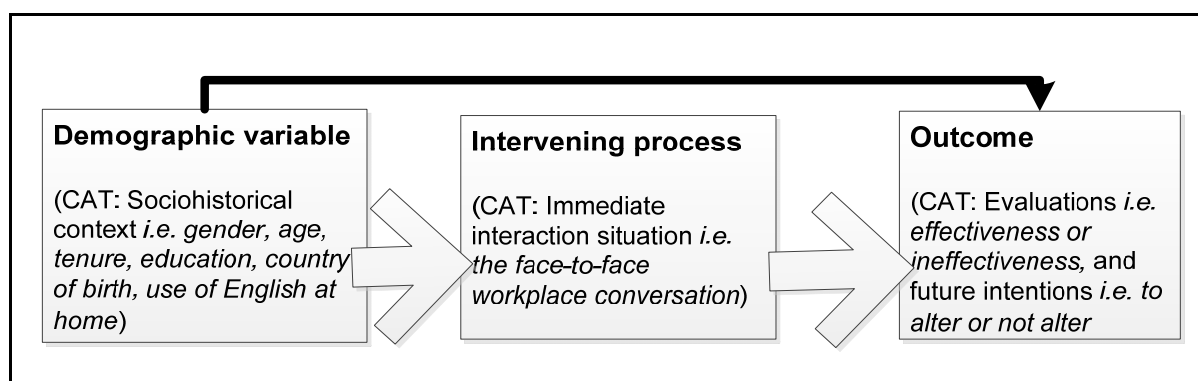 Demographic variable
(CAT: Sociohistorical
context i.e. gender, age,
tenure, education, country
of birth, use of English at
home)
Intervening process
(CAT: Immediate
interaction situation i.e.
the face-to-face
workplace conversation)
Outcome
(CAT: Evaluations i.e.
effectiveness or
ineffectiveness, and
future intentions i.e. to
alter or not alter